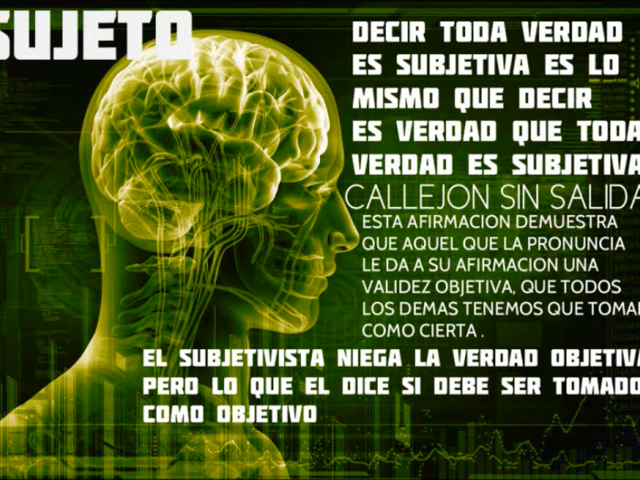 SUJETO
DECIR TODA VERDAD
ES SUBJETIVA ES LO
MISMO QUE DECIR
ES VERDAD QUE TODA
VERDAD ES SUBJETIVA
CALLEJON SIN SALIDA
ESTA AFIRMACION DEMUESTRA
QUE AQUEL QUE LA PRONUNCIA
LE DA A SU AFIRMACION UNA
VALIDEZ OBJETIVA, QUE TODOS
LOS DEMAS TENEMOS QUE TOMAR
COMO CIERTA .
EL SUBJETIVISTA NIEGA LA VERDAD OBJETIVA
PERO LO QUE EL DICE SI DEBE SER TOMADO
COMO OBJETIVO